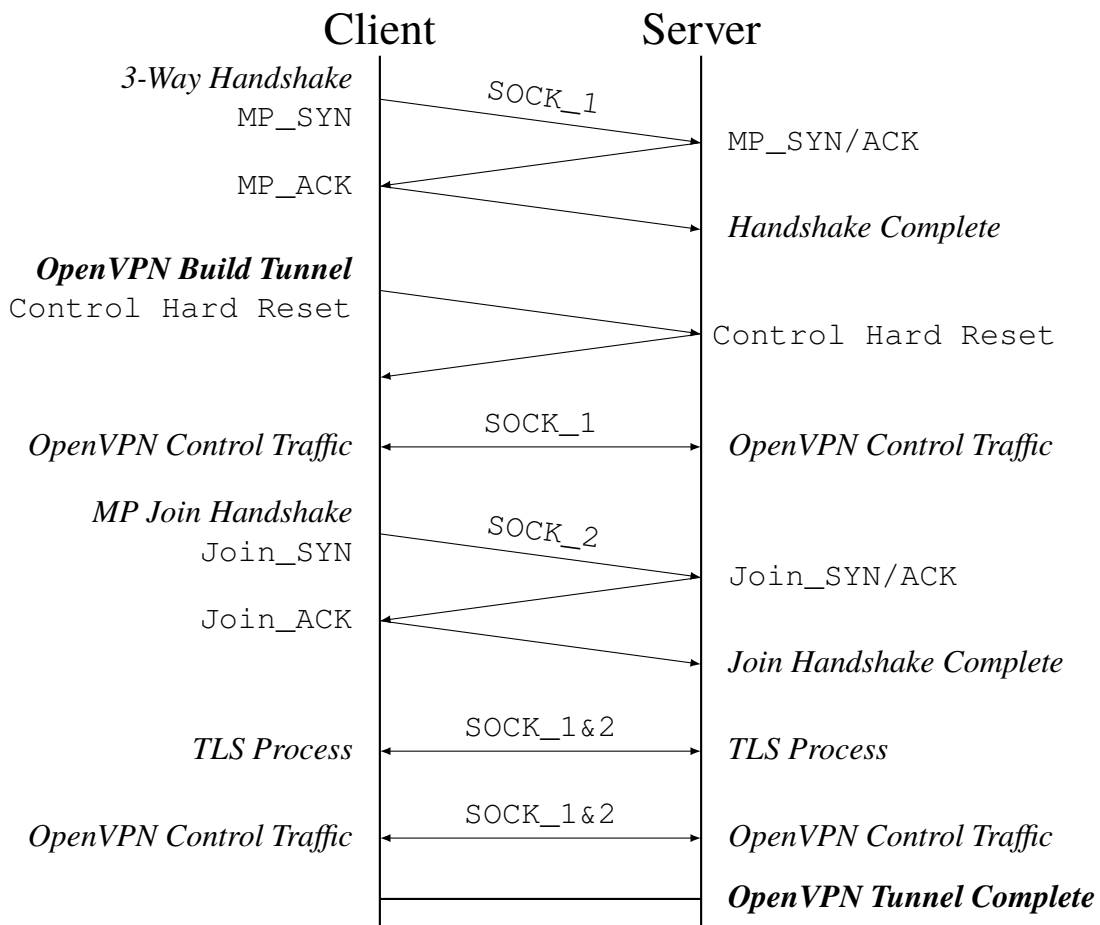 Client Server
3-Way Handshake
SOCK_1
MP_SYN
MP_SYN/ACK
MP_ACK
Handshake Complete
OpenVPN Build Tunnel
Control Hard Reset
Control Hard Reset
SOCK_1
OpenVPN Control Traffic OpenVPN Control Traffic
MP Join Handshake
SOCK_2
Join_SYN
Join_SYN/ACK
Join_ACK
Join Handshake Complete
SOCK_1&2
TLS Process TLS Process
SOCK_1&2
OpenVPN Control Traffic OpenVPN Control Traffic
OpenVPN Tunnel Complete